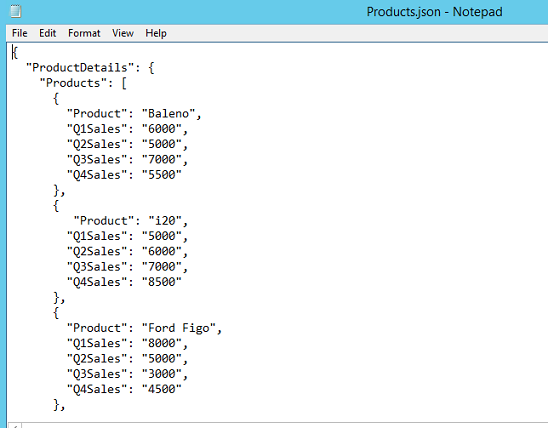 Products.json - Notepad
File Edit Format View Help
{
  "ProductDetails": {
    "Products": [
      {
        "Product": "Baleno",
        "Q1Sales": "6000",
        "Q2Sales": "5000",
        "Q3Sales": "7000",
        "Q4Sales": "5500"
      },
      {
         "Product": "i20",
        "Q1Sales": "5000",
        "Q2Sales": "6000",
        "Q3Sales": "7000",
        "Q4Sales": "8500"
      },
      {
        "Product": "Ford Figo",
        "Q1Sales": "8000",
        "Q2Sales": "5000",
        "Q3Sales": "3000",
        "Q4Sales": "4500"
      },